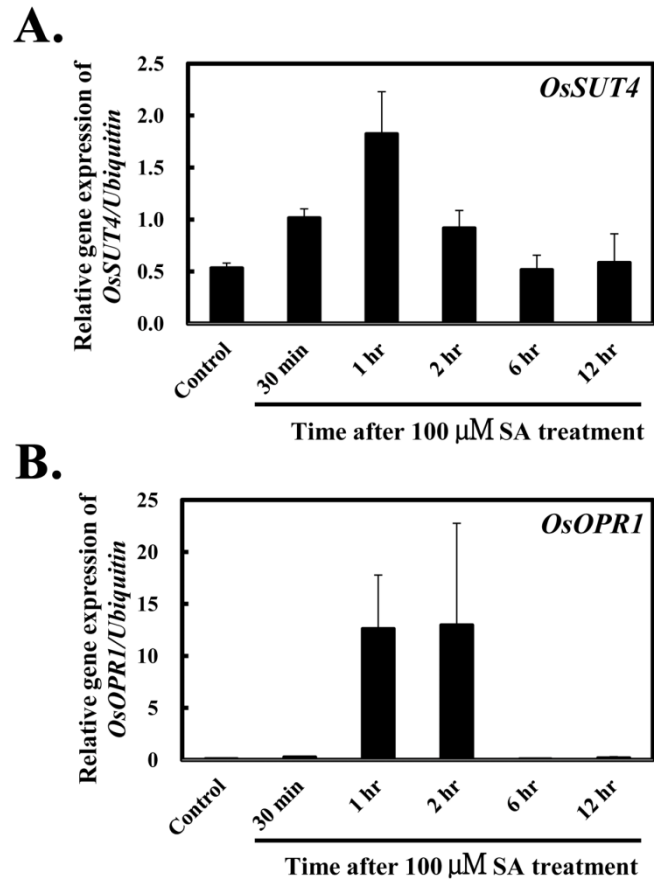 A.
Relative gene expression of
OsSUT4/Ubiquitin
2.5
2.0
1.5
1.0
0.5
0.0
OsSUT4
Control
30 min
1 hr
2 hr
6 hr
12 hr
Time after 100 μM SA treatment
B.
Relative gene expression of
OsOPR1/Ubiquitin
25
20
15
10
5
0
OsOPR1
Control
30 min
1 hr
2 hr
6 hr
12 hr
Time after 100 μM SA treatment